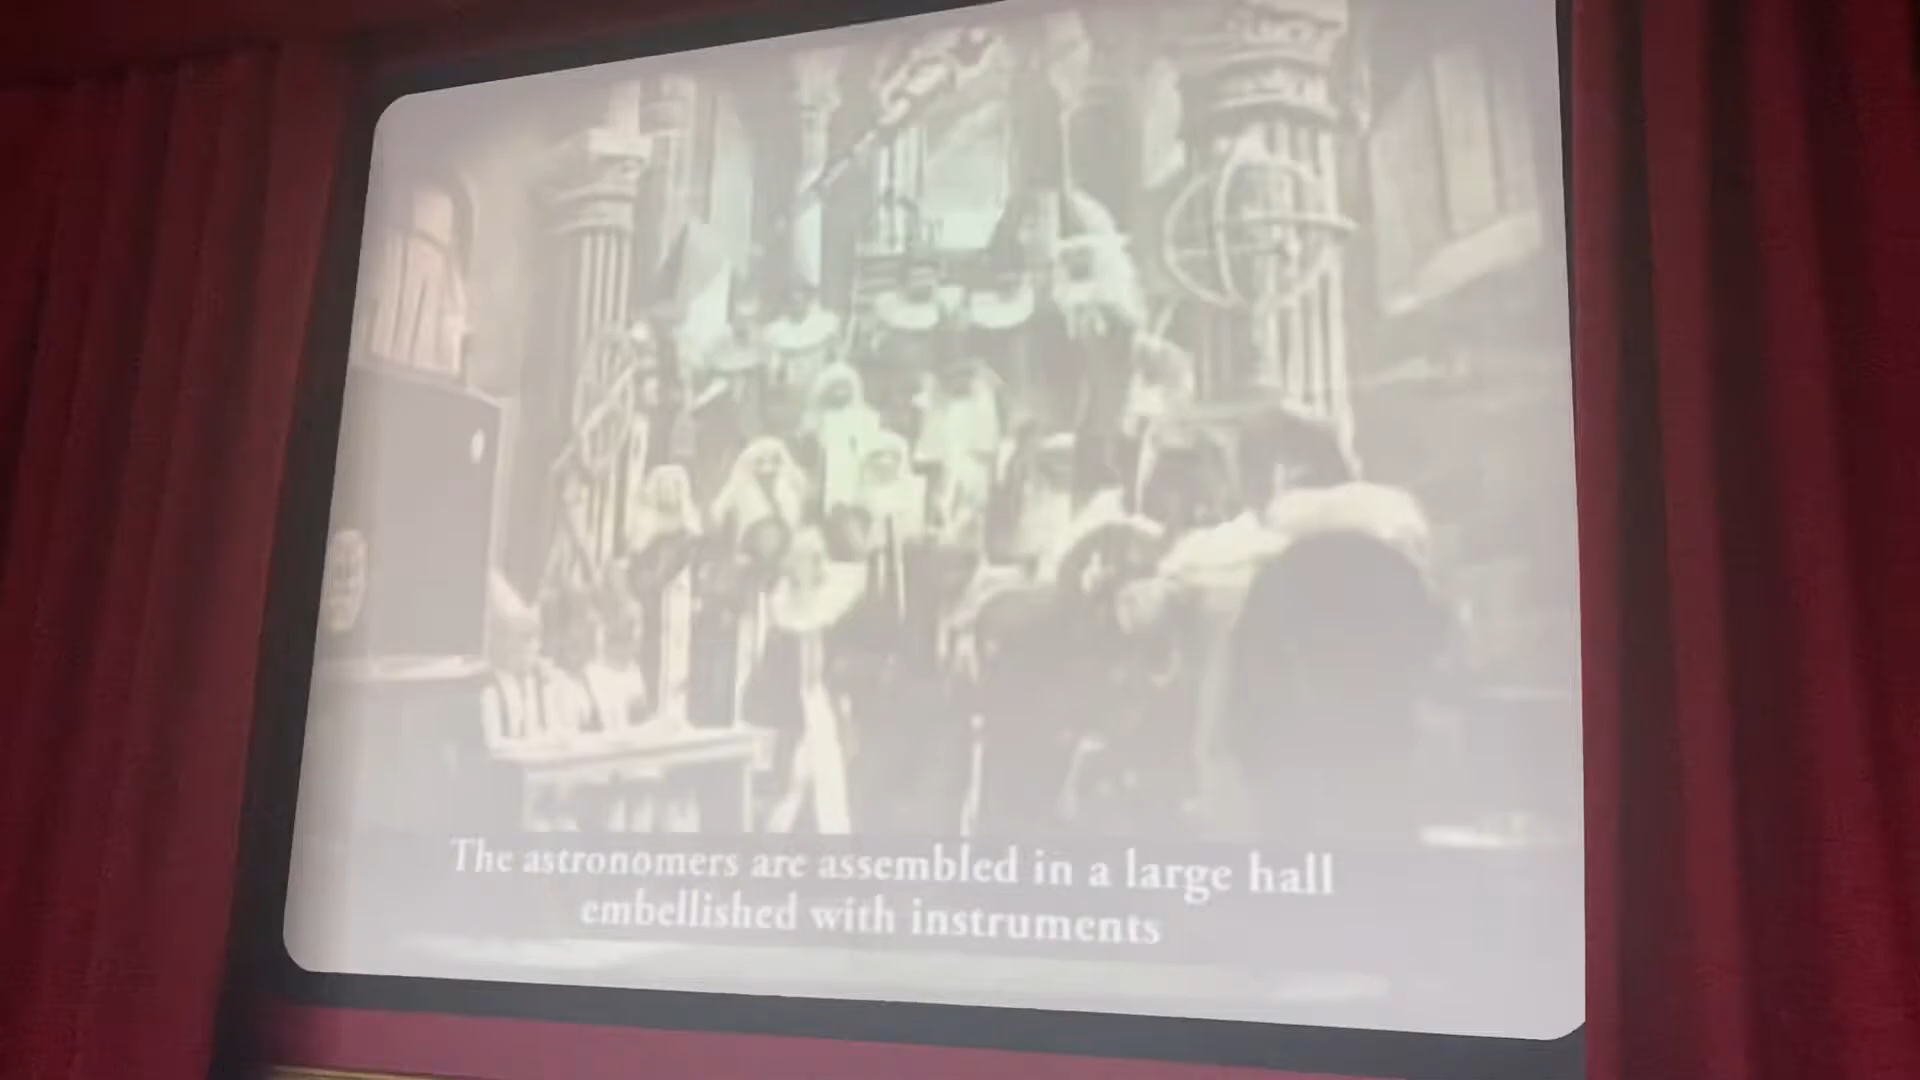 The astronomers are assembled in a large hall
embellished with instruments